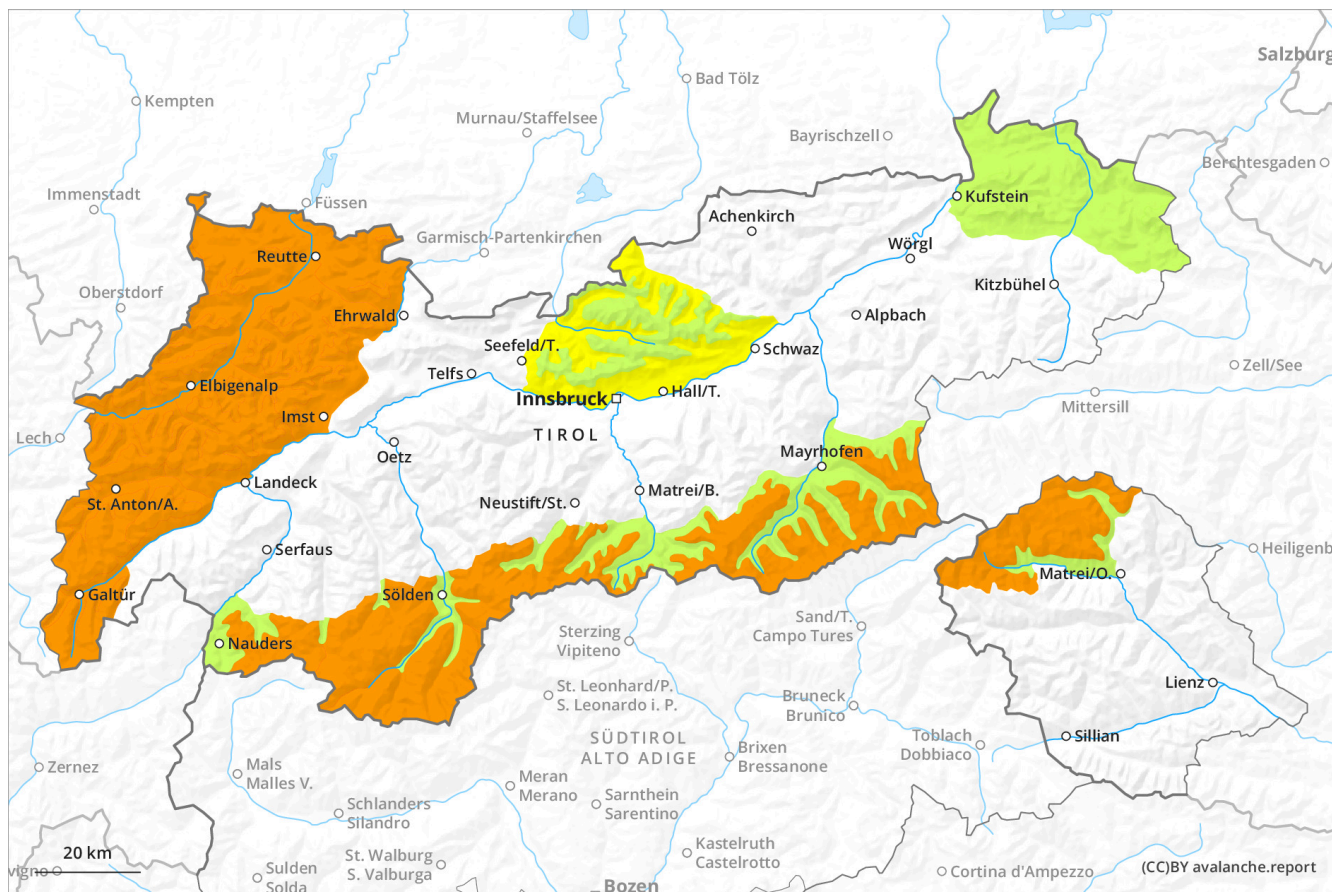 Salzburg
Kempten
Bad Tölz
Murnau/Staffelsee
Bayrischzell
Berchtesgaden
Immenstadt
Füssen
Kufstein
Achenkirch
Garmisch-Partenkirchen
Wörgl
Reutte
Kitzbühel
Oberstdorf
Ehrwald
Alpbach
Seefeld/T.
Schwaz
Zell/See
Telfs
Elbigenalp
Innsbruck
Hall/T.
Mittersill
Imst
TIROL
Lech
Oetz
Mayrhofen
Landeck
St. Anton/A.
Neustift/St.
Matrei/B.
Serfaus
Heiligenb
Matrei/O.
Galtür
Sölden
Sand/T.
Campo Tures
Nauders
Sterzing
Vipiteno
Lienz
St. Leonhard/P.
S. Leonardo i. P.
Bruneck
Brunico
SÜDTIROL
ALTO ADIGE
Toblach
Dobbiaco
Sillian
Brixen
Bressanone
Zernez
Mals
Malles V.
Meran
Merano
Sarnthein
Sarentino
Schlanders
Silandro
Kastelruth
Castelrotto
20 km
St. Walburg
S. Valburga
vigno
Sulden
Solda
Cortina d'Ampezzo
(CC)BY avalanche.report
Bozen